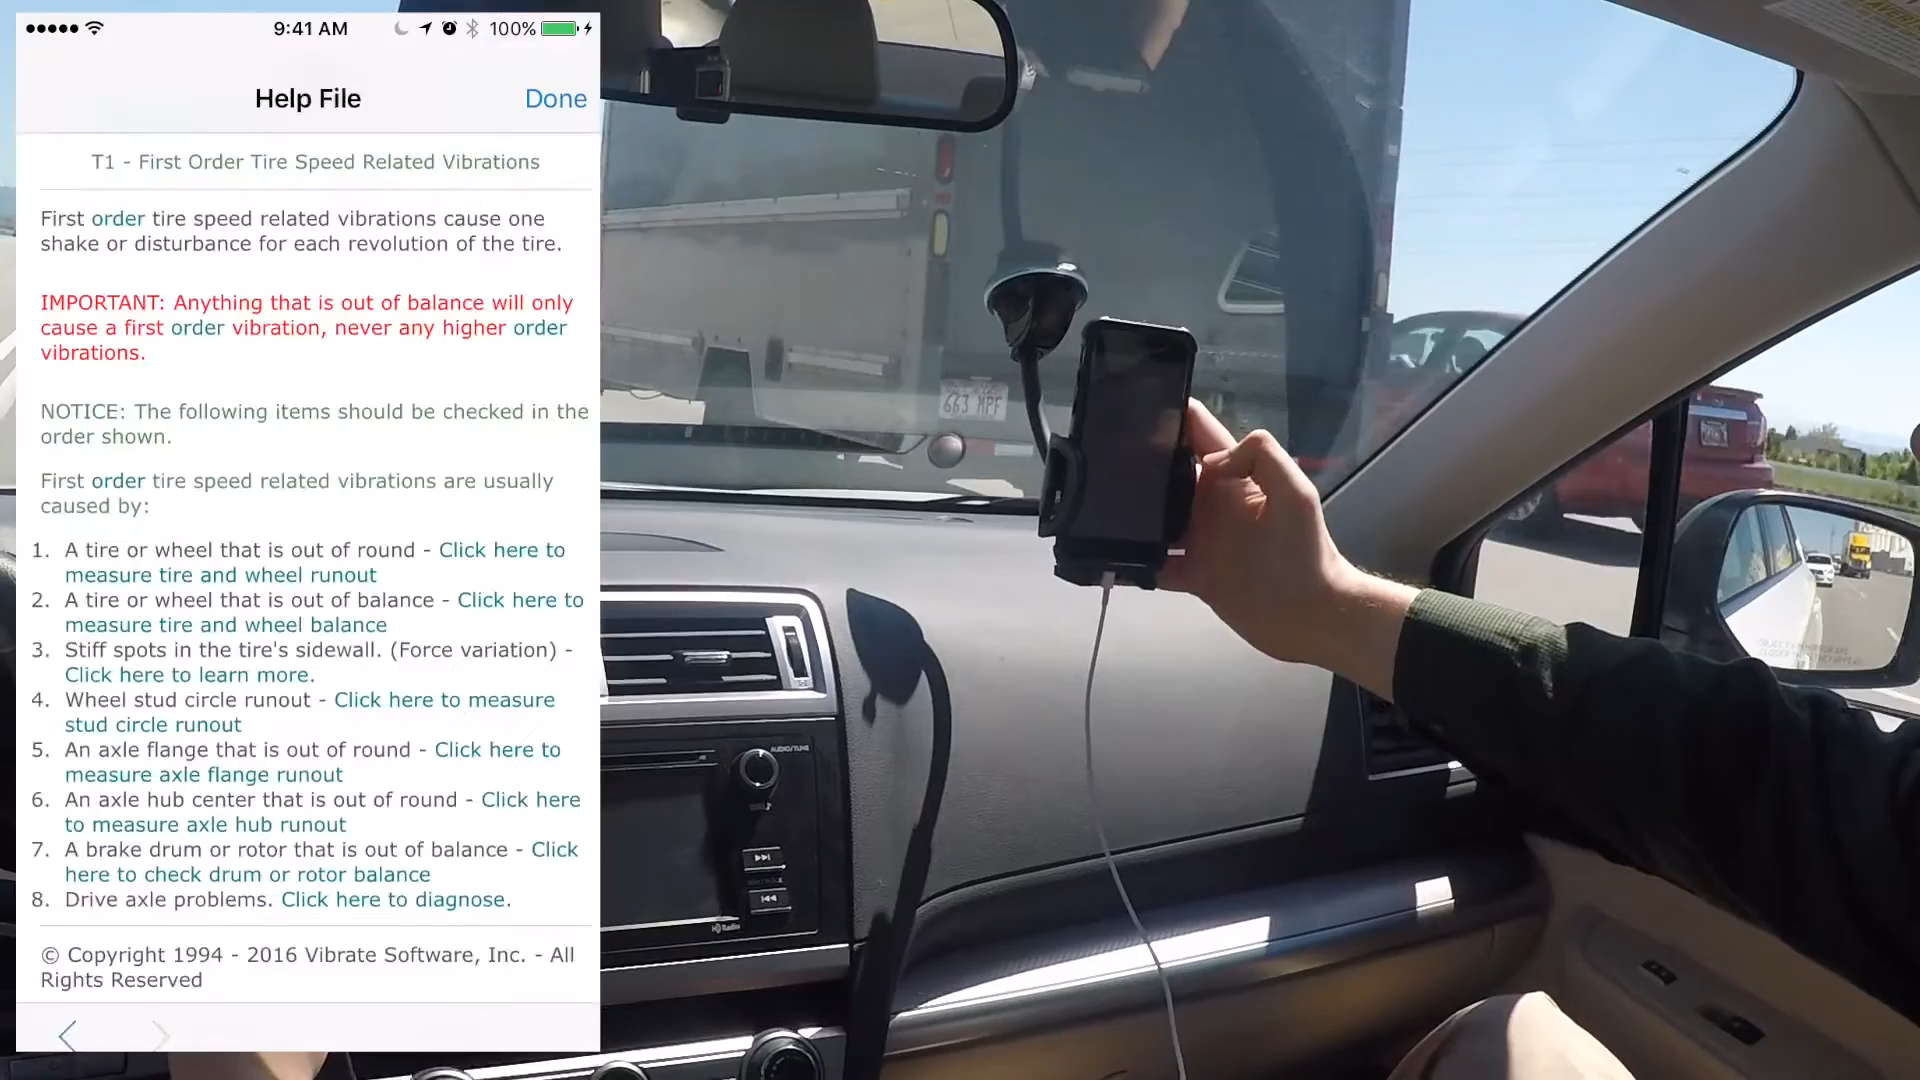 9:41 AM
100%
Help File
Done
T1 - First Order Tire Speed Related Vibrations
First order tire speed related vibrations cause one
shake or disturbance for each revolution of the tire.
IMPORTANT: Anything that is out of balance will only
cause a first order vibration, never any higher order
vibrations.
NOTICE: The following items should be checked in the
order shown.
First order tire speed related vibrations are usually
caused by:
1. A tire or wheel that is out of round - Click here to
measure tire and wheel runout
2. A tire or wheel that is out of balance - Click here to
measure tire and wheel balance
3. Stiff spots in the tire's sidewall. (Force variation) -
Click here to learn more.
4. Wheel stud circle runout - Click here to measure
stud circle runout
5. An axle flange that is out of round - Click here to
measure axle flange runout
6. An axle hub center that is out of round - Click here
to measure axle hub runout
7. A brake drum or rotor that is out of balance - Click
here to check drum or rotor balance
8. Drive axle problems. Click here to diagnose.
© Copyright 1994 - 2016 Vibrate Software, Inc. - All
Rights Reserved
663 MPF
AUDIO/TUNE
HD Radio